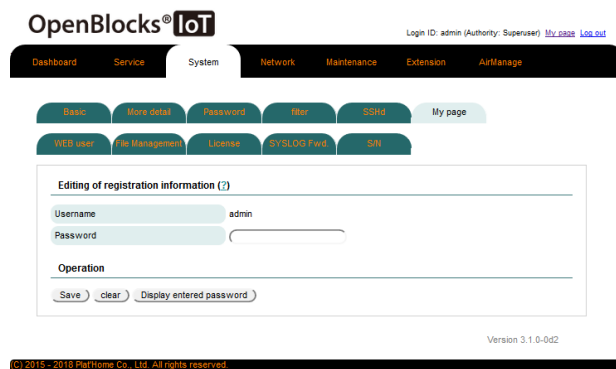 OpenBlocks® IoT
Login ID: admin (Authority: Superuser) My page Log out
Dashboard Service System Network Maintenance Extension AirManage
Basic More detail Password filter SSHd My page
WEB user File Management License SYSLOG Fwd. S/N
Editing of registration information (?)
Username admin
Password
Operation
Save clear Display entered password
Version 3.1.0-0d2
(C) 2015 - 2018 Plat'Home Co., Ltd. All rights reserved.